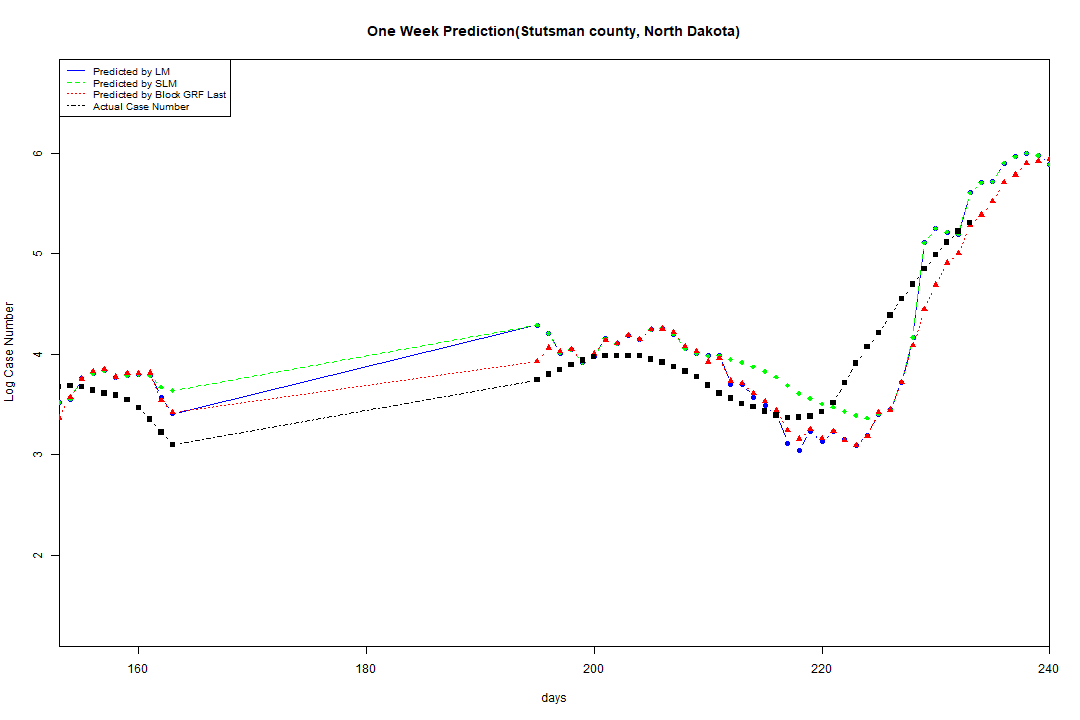 One Week Prediction(Stutsman county, North Dakota)
Predicted by LM
Predicted by SLM
Predicted by Block GRF Last
Actual Case Number
6
5
4
3
2
Log Case Number
160 180 200 220 240
days